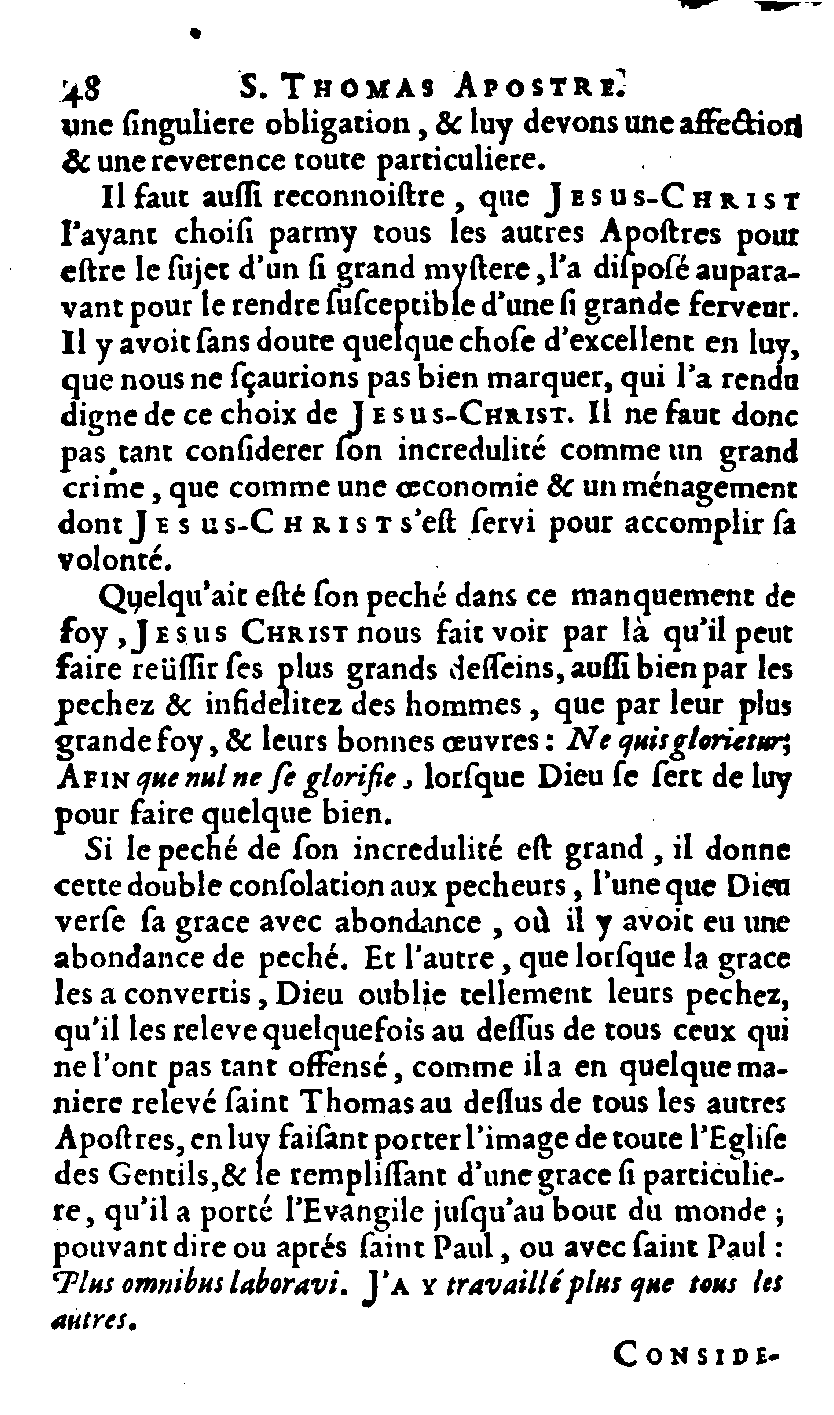 48 S. THOMAS APOSTRE.
une ſinguliere obligation, & luy devons une affection
& une reverence toute particuliere.
Il faut auſſi reconnoiſtre, que JESUS-CHRIST
l'ayant choiſi parmy tous les autres Apoſtres pour
eſtre le ſujet d'un ſi grand myſtere, l'a diſpoſé aupara-
vant pour le rendre ſuſceptible d'une ſi grande ferveur.
Il y avoit ſans doute quelque choſe d'excellent en luy,
que nous ne ſçaurions pas bien marquer, qui l'a rendu
digne de ce choix de JESUS-CHRIST. Il ne faut donc
pas tant conſiderer ſon incredulité comme un grand
crime, que comme une œconomie & un ménagement
dont JESUS-CHRIST s'eſt ſervi pour accomplir ſa
volonté.
Quelqu'ait eſté ſon peché dans ce manquement de
foy, JESUS CHRIST nous fait voir par là qu'il peut
faire reüſſir ſes plus grands deſſeins, auſſi bien par les
pechez & infidelitez des hommes, que par leur plus
grande foy, & leurs bonnes œuvres: Ne quis glorietur;
AFIN que nul ne ſe glorifie, lorſque Dieu ſe ſert de luy
pour faire quelque bien.
Si le peché de ſon incredulité eſt grand, il donne
cette double conſolation aux pecheurs, l'une que Dieu
verſe ſa grace avec abondance, où il y avoit eu une
abondance de peché. Et l'autre, que lorſque la grace
les a convertis, Dieu oublie tellement leurs pechez,
qu'il les releve quelquefois au deſſus de tous ceux qui
ne l'ont pas tant offensé, comme il a en quelque ma-
niere relevé ſaint Thomas au deſſus de tous les autres
Apoſtres, en luy faiſant porter l'image de toute l'Egliſe
des Gentils, & le rempliſſant d'une grace ſi particulie-
re, qu'il a porté l'Evangile juſqu'au bout du monde;
pouvant dire ou aprés ſaint Paul, ou avec ſaint Paul:
Plus omnibus laboravi. J'AY travaillé plus que tous les
autres.
CONSIDE-